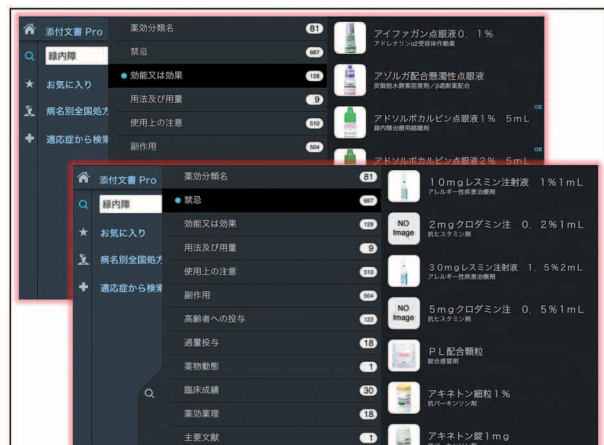 添付文書 Pro
緑内障
お気に入り
病名別全国処方
適応症から検索
薬効分類名 81
禁忌 667
効能又は効果 128
用法及び用量 9
使用上の注意 510
副作用 504
アイファガン点眼液0．1%
アドレナリンα2受容体作動薬
アゾルガ配合懸濁性点眼液
炭酸脱水酵素阻害剤／β遮断薬配合
アドソルボカルピン点眼液1% 5mL
緑内障治療用縮瞳剤
GE
アドソルボカルピン点眼液2% 5mL
GE
添付文書 Pro
緑内障
お気に入り
病名別全国処方
適応症から検索
薬効分類名 81
禁忌 667
効能又は効果 128
用法及び用量 9
使用上の注意 510
副作用 504
高齢者への投与 122
過量投与 18
薬物動態 1
臨床成績 30
薬効薬理 18
主要文献 1
10mgレスミン注射液 1%1mL
アレルギー性疾患治療剤
NO Image
2mgクロダミン注 0．2%1mL
抗ヒスタミン剤
30mgレスミン注射液 1．5%2mL
アレルギー性疾患治療剤
NO Image
5mgクロダミン注 0．5%1mL
抗ヒスタミン剤
PL配合顆粒
総合感冒剤
アキネトン細粒1%
抗パーキンソン剤
アキネトン錠1mg